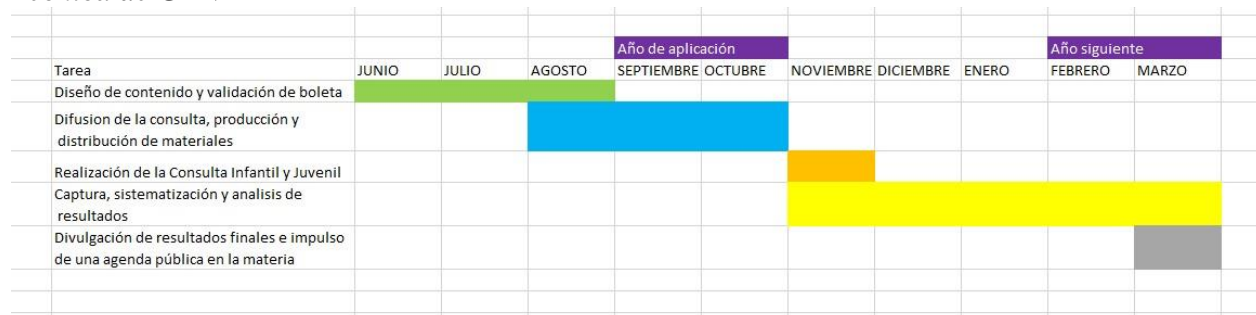 Año de aplicación Año siguiente
Tarea JUNIO JULIO AGOSTO SEPTIEMBRE OCTUBRE NOVIEMBRE DICIEMBRE ENERO FEBRERO MARZO
Diseño de contenido y validación de boleta
Difusion de la consulta, producción y
distribución de materiales
Realización de la Consulta Infantil y Juvenil
Captura, sistematización y analisis de
resultados
Divulgación de resultados finales e impulso
de una agenda pública en la materia